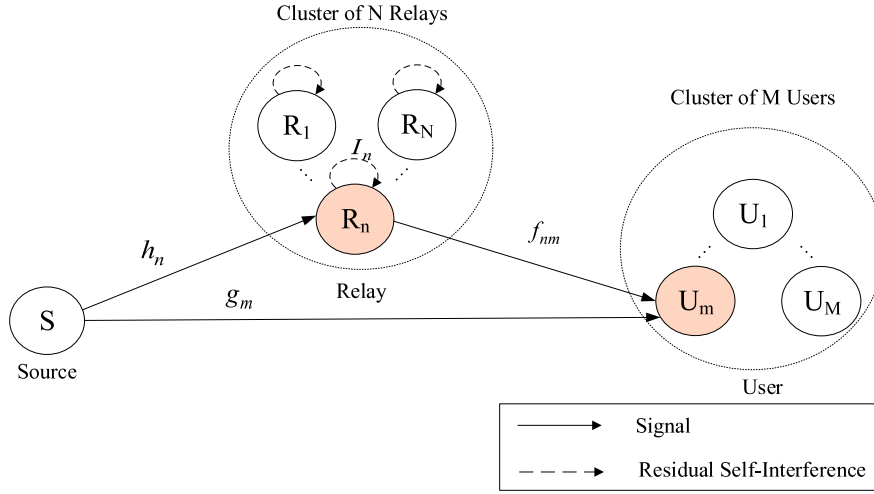 Cluster of N Relays
Cluster of M Users
R1
RN
In
Rn
U1
hn
fnm
Relay
gm
Um
UM
S
Source
User
Signal
Residual Self-Interference